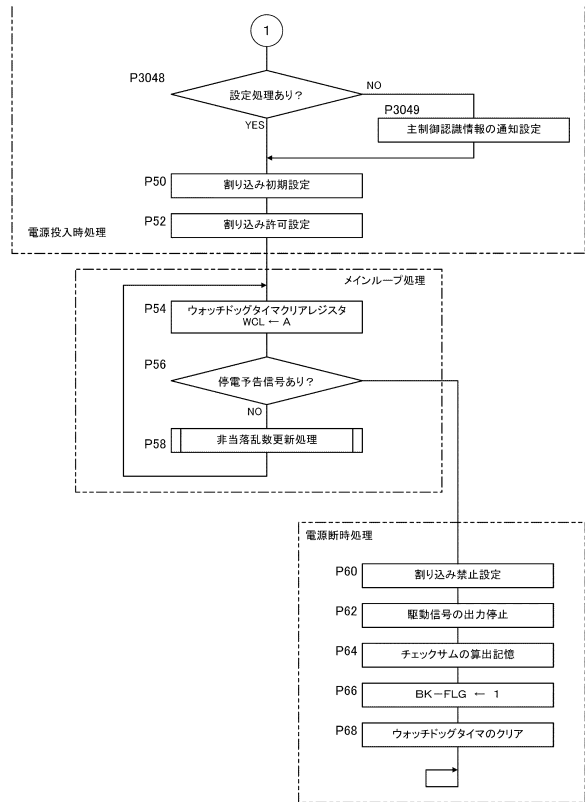 1
P3048
設定処理あり?
NO
YES
P3049
主制御認識情報の通知設定
P50
割り込み初期設定
P52
割り込み許可設定
電源投入時処理
メインループ処理
P54
ウォッチドッグタイマクリアレジスタ
WCL ← A
P56
停電予告信号あり?
NO
P58
非当落乱数更新処理
電源断時処理
P60
割り込み禁止設定
P62
駆動信号の出力停止
P64
チェックサムの算出記憶
P66
BK-FLG ← 1
P68
ウォッチドッグタイマのクリア